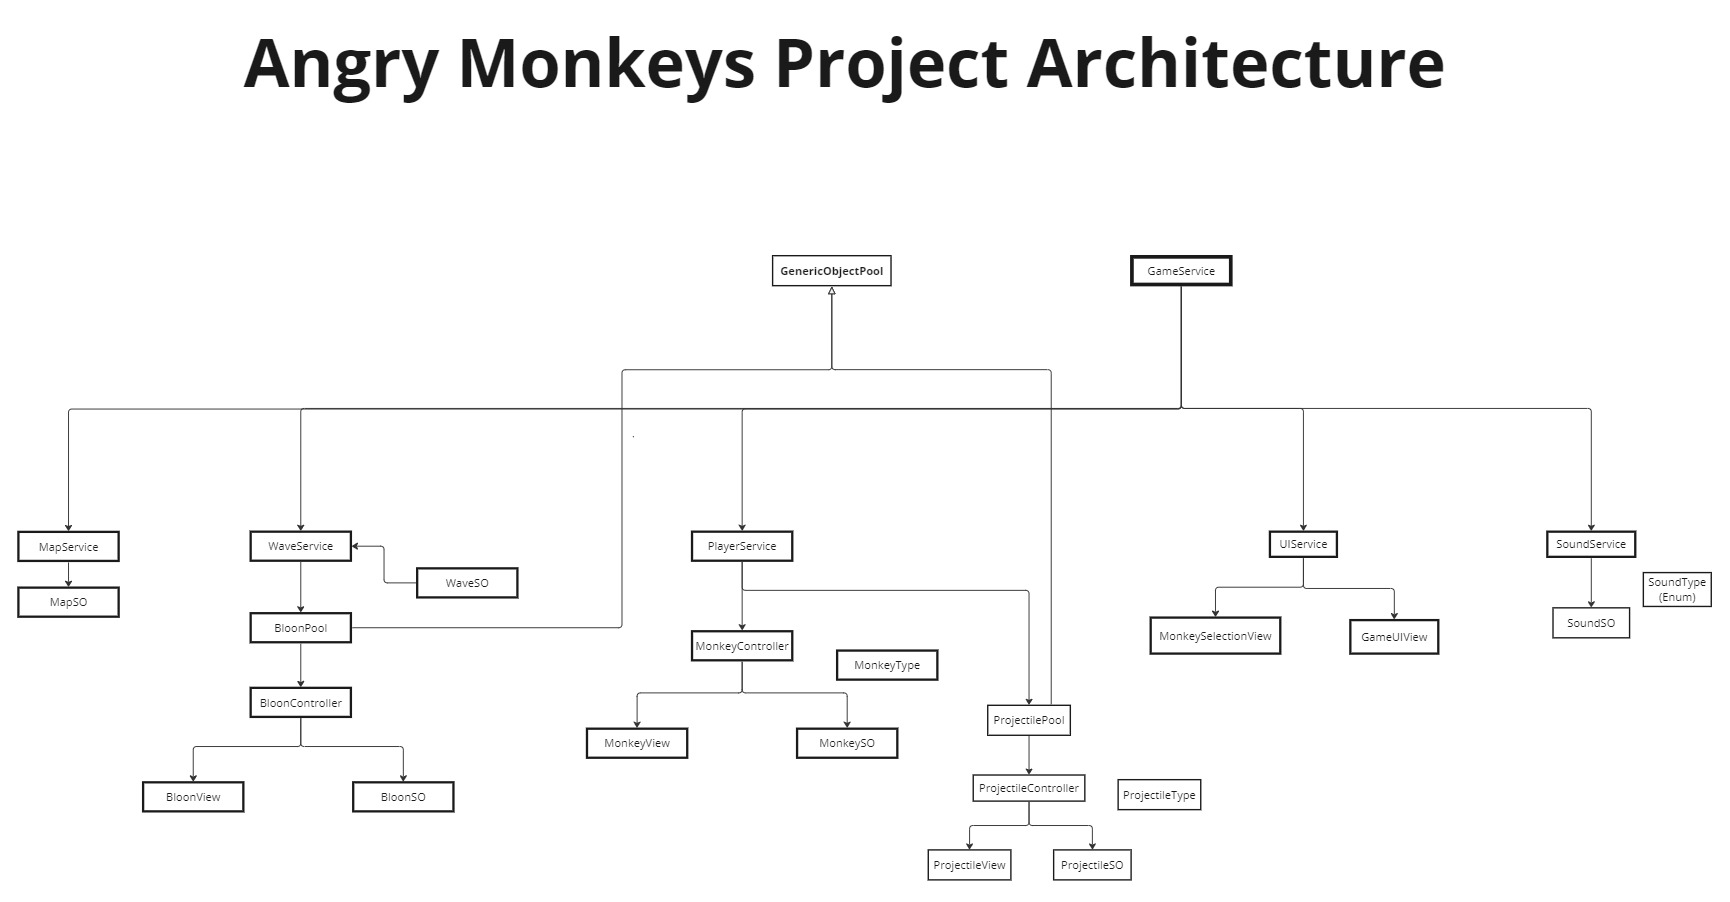 Angry Monkeys Project Architecture
GenericObjectPool
GameService
MapService
WaveService
PlayerService
UIService
SoundService
WaveSO
SoundType
(Enum)
MapSO
BloonPool
MonkeyController
MonkeySelectionView
GameUIView
SoundSO
MonkeyType
BloonController
ProjectilePool
MonkeyView
MonkeySO
ProjectileController
ProjectileType
BloonView
BloonSO
ProjectileView
ProjectileSO